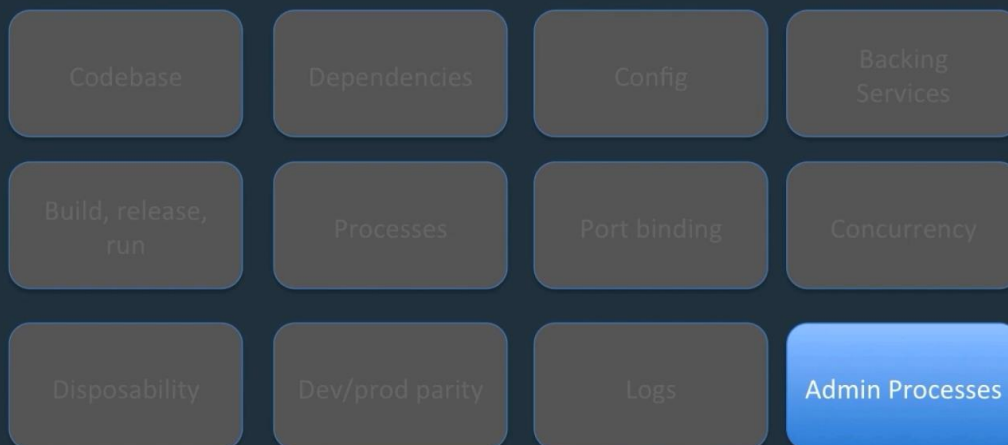 Codebase
Dependencies
Config
Backing
Services
Build, release,
run
Processes
Port binding
Concurrency
Disposability
Dev/prod parity
Logs
Admin Processes